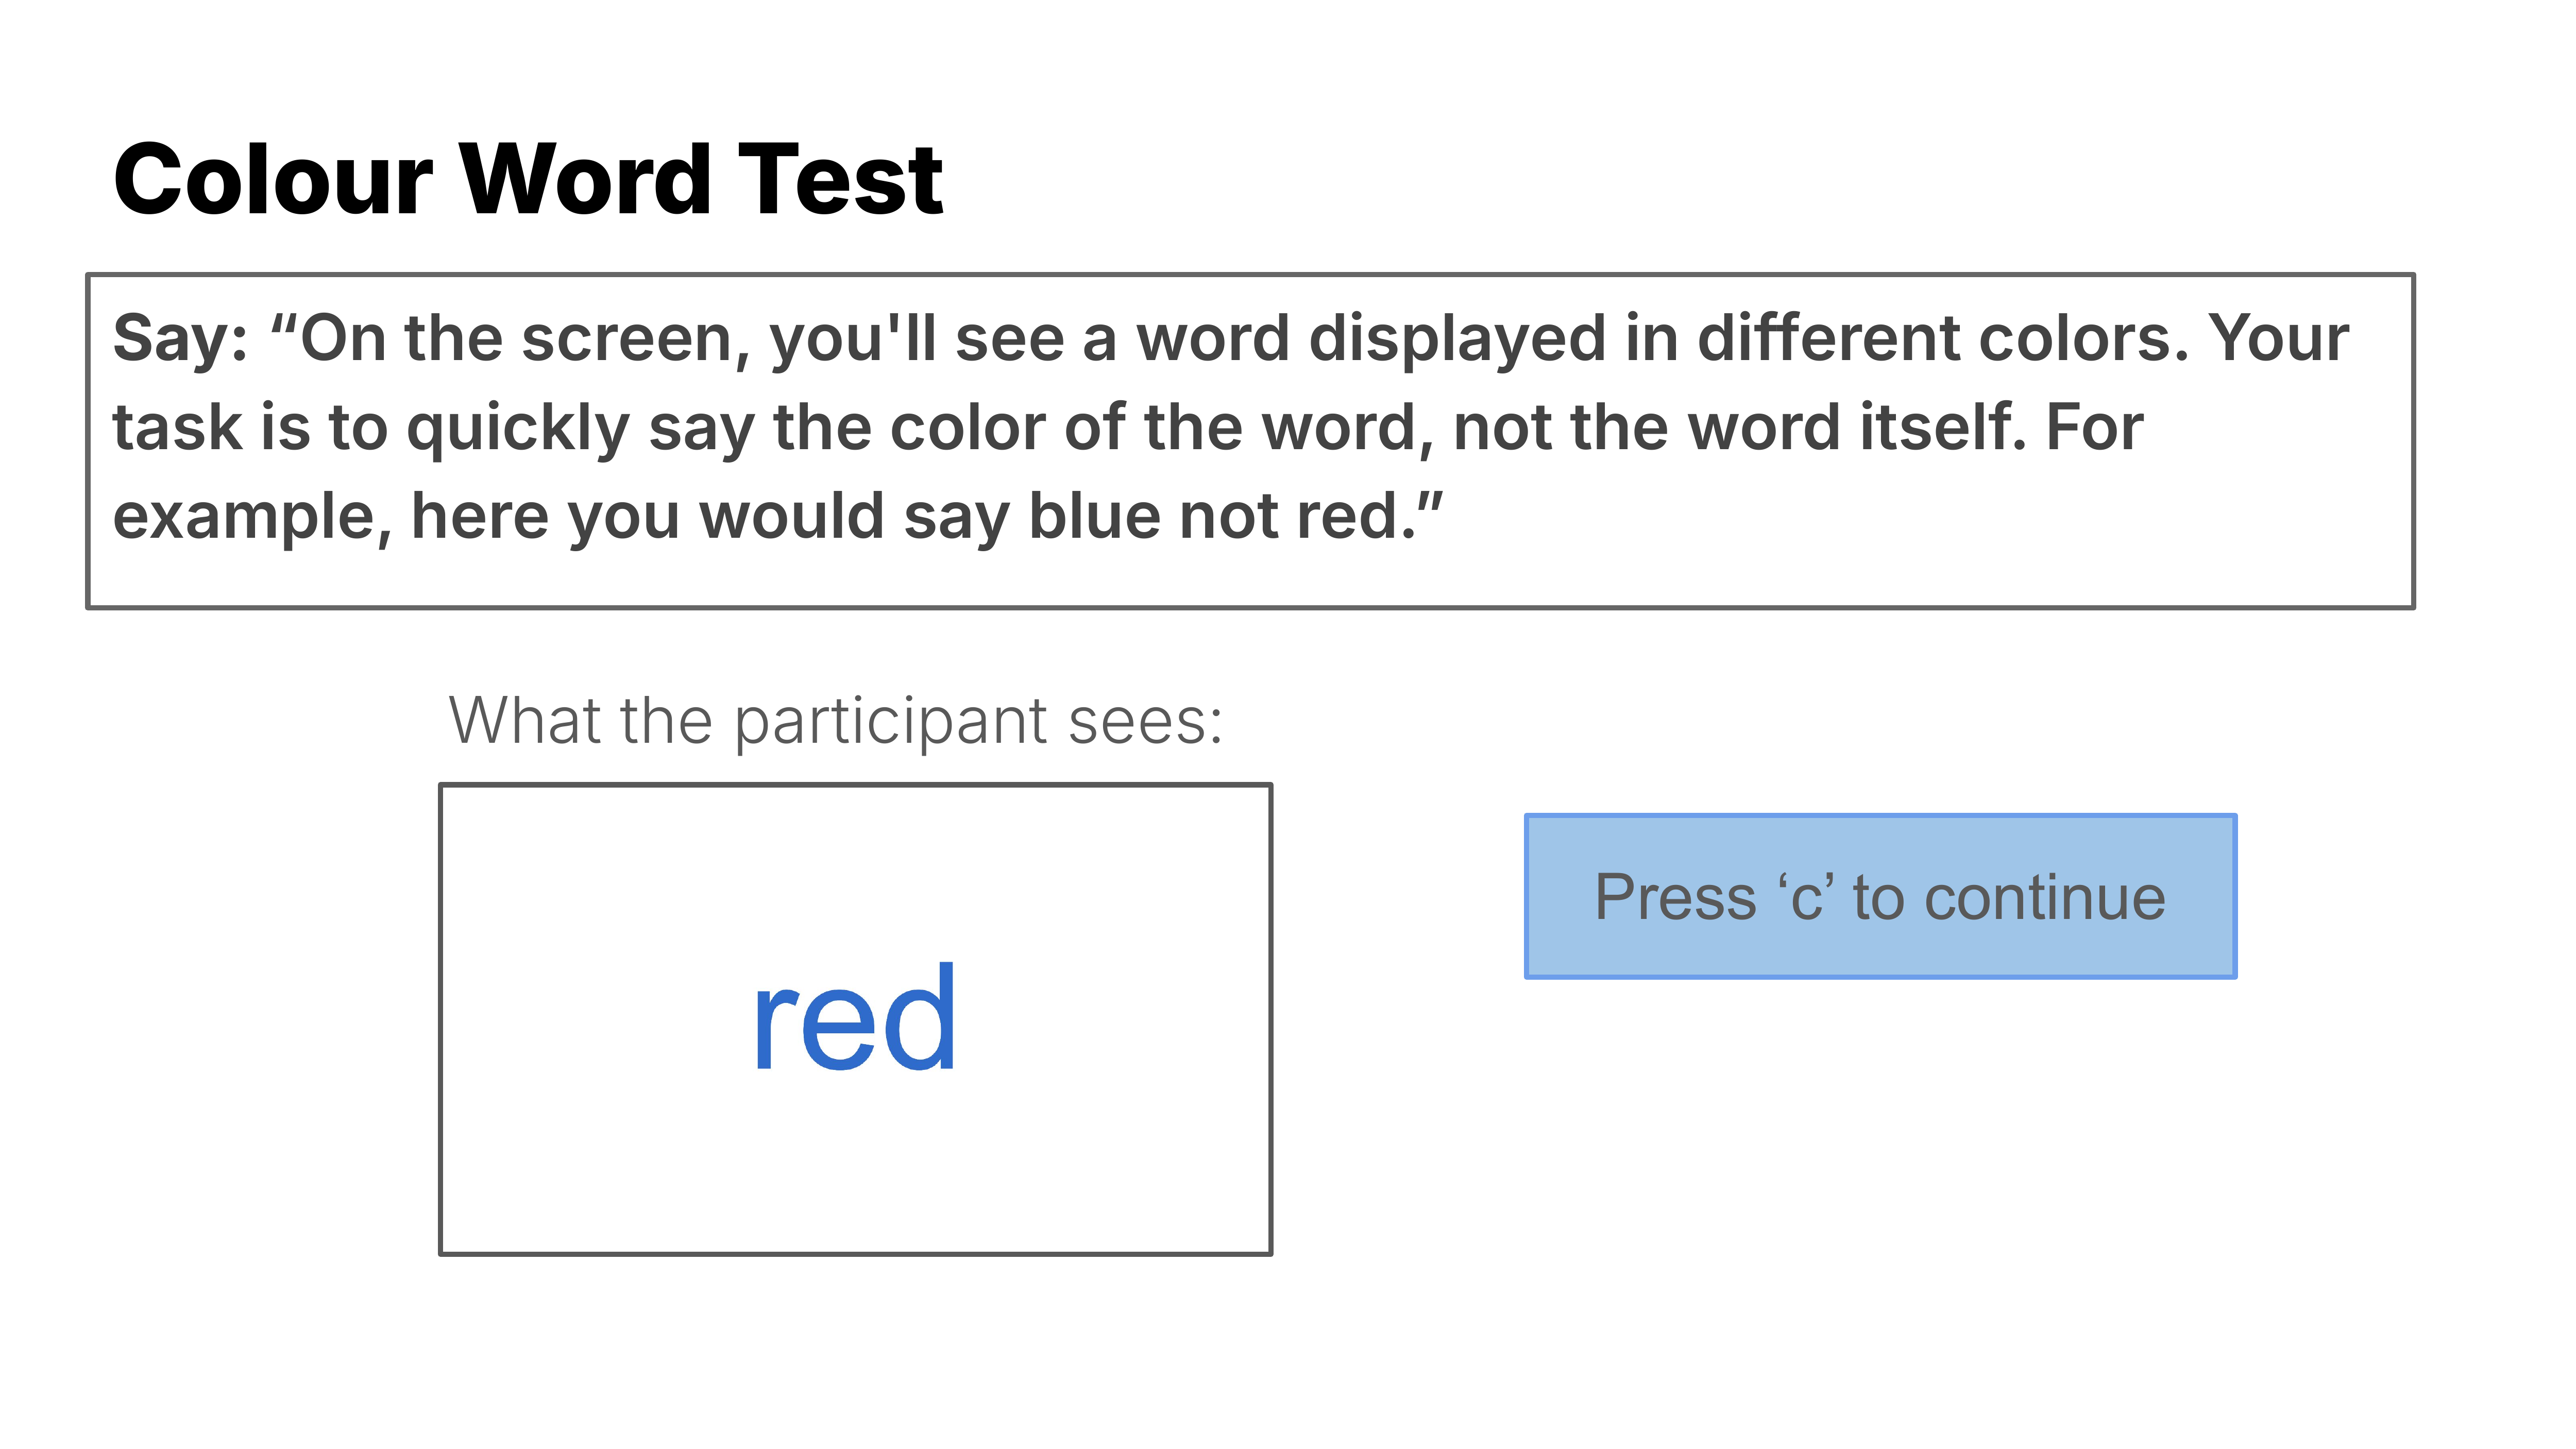 Colour Word Test
Say: “On the screen, you'll see a word displayed in different colors. Your
task is to quickly say the color of the word, not the word itself. For
example, here you would say blue not red.”
What the participant sees:
red
Press ‘c’ to continue